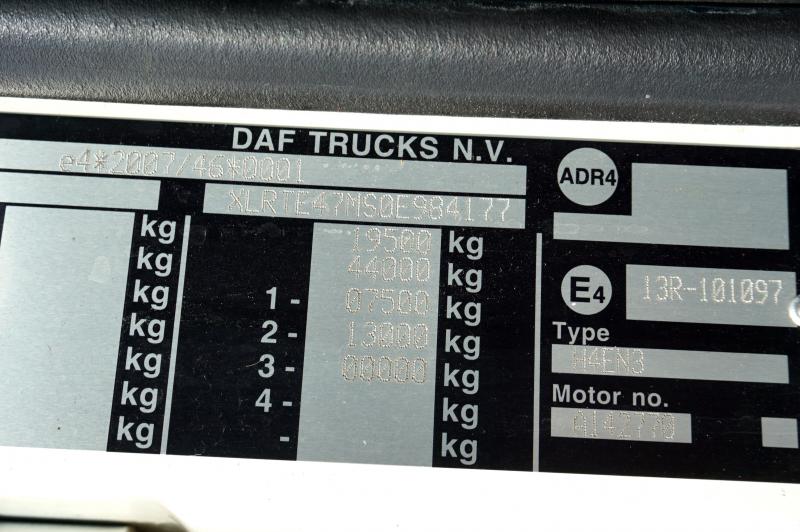 DAF TRUCKS N.V.
e4*2007/46*0001
XLRTE47MS0E984177
ADR4
kg 19500 kg
kg 44000 kg
kg 1 - 07500 kg
kg 2 - 13000 kg
kg 3 - 00000 kg
kg 4 - kg
kg - kg
E4 13R-101097
Type
H4EN3
Motor no.
A142770